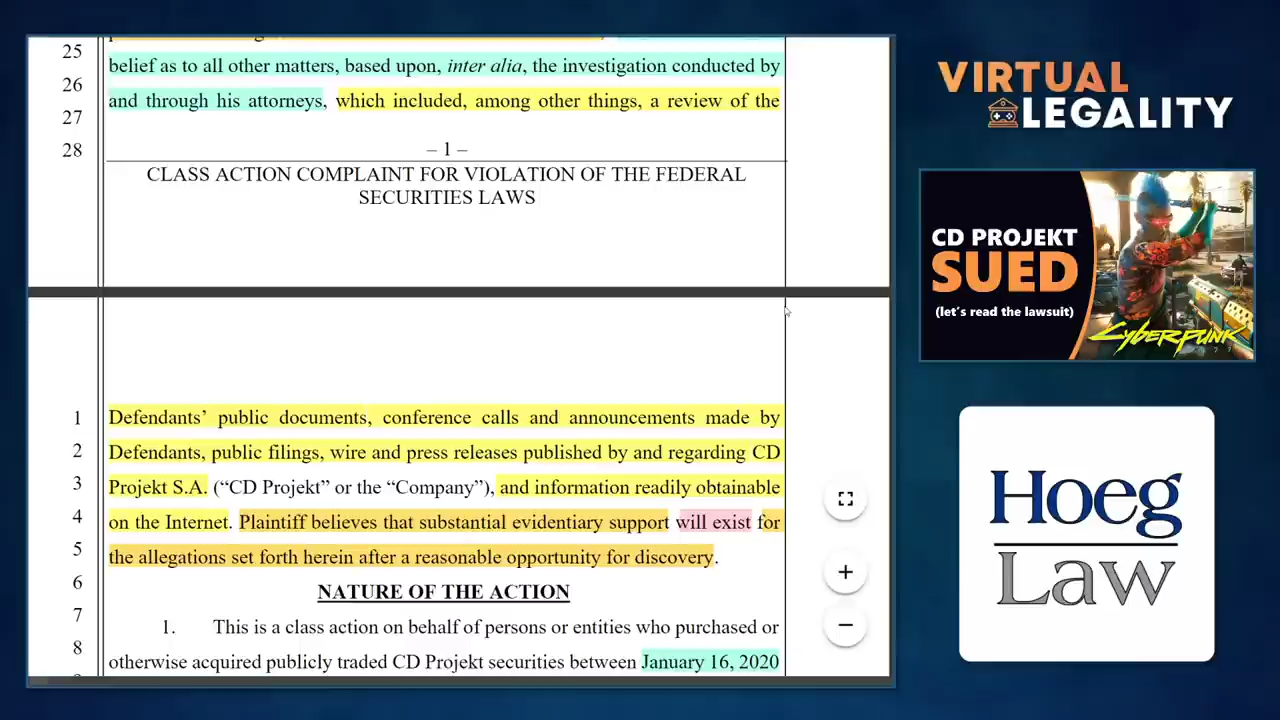 25
belief as to all other matters, based upon, inter alia, the investigation conducted by
26
and through his attorneys, which included, among other things, a review of the
27
28
– 1 –
CLASS ACTION COMPLAINT FOR VIOLATION OF THE FEDERAL
SECURITIES LAWS
1 Defendants’ public documents, conference calls and announcements made by
2 Defendants, public filings, wire and press releases published by and regarding CD
3 Projekt S.A. (“CD Projekt” or the “Company”), and information readily obtainable
4 on the Internet. Plaintiff believes that substantial evidentiary support will exist for
5 the allegations set forth herein after a reasonable opportunity for discovery.
6 NATURE OF THE ACTION
7 1. This is a class action on behalf of persons or entities who purchased or
8 otherwise acquired publicly traded CD Projekt securities between January 16, 2020
VIRTUAL
LEGALITY
CD PROJEKT
SUED
(let's read the lawsuit)
Cyberpunk
Hoeg
Law